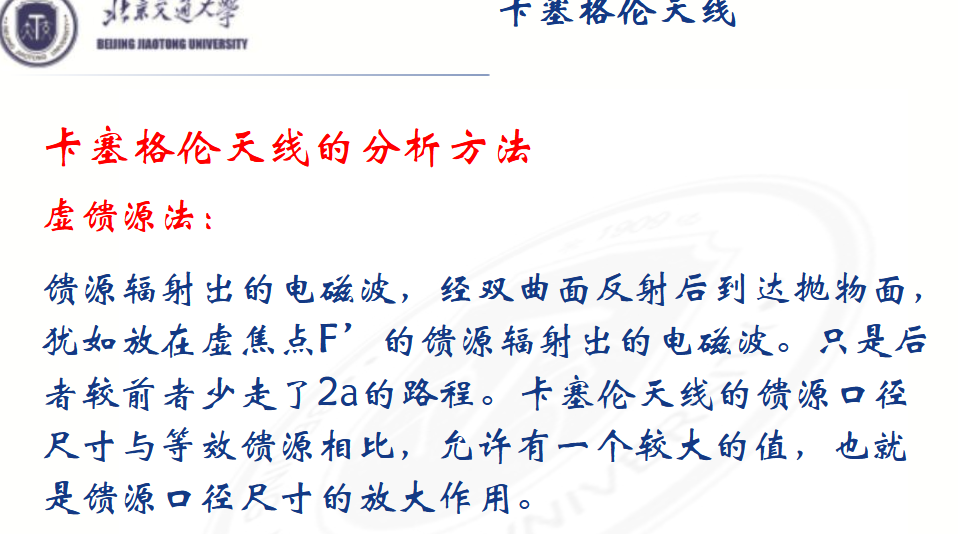 北京交通大学
BEIJING JIAOTONG UNIVERSITY
卡塞格伦天线
卡塞格伦天线的分析方法
虚馈源法：
馈源辐射出的电磁波，经双曲面反射后到达抛物面，
犹如放在虚焦点F’的馈源辐射出的电磁波。只是后
者较前者少走了2a的路程。卡塞伦天线的馈源口径
尺寸与等效馈源相比，允许有一个较大的值，也就
是馈源口径尺寸的放大作用。